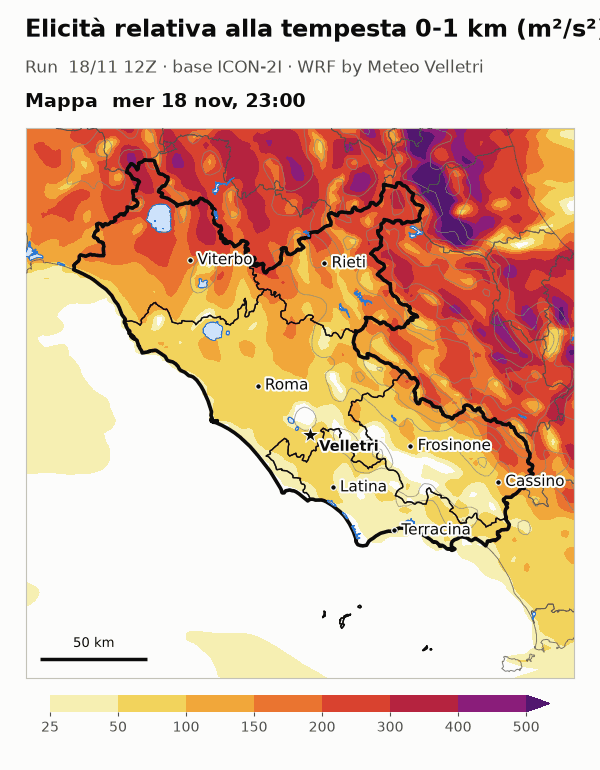 Elicità relativa alla tempesta 0-1 km (m²/s²)
Run 18/11 12Z · base ICON-2I · WRF by Meteo Velletri
Mappa mer 18 nov, 23:00
Viterbo
Rieti
Roma
Velletri
Frosinone
Latina
Cassino
Terracina
50 km
25 50 100 150 200 300 400 500